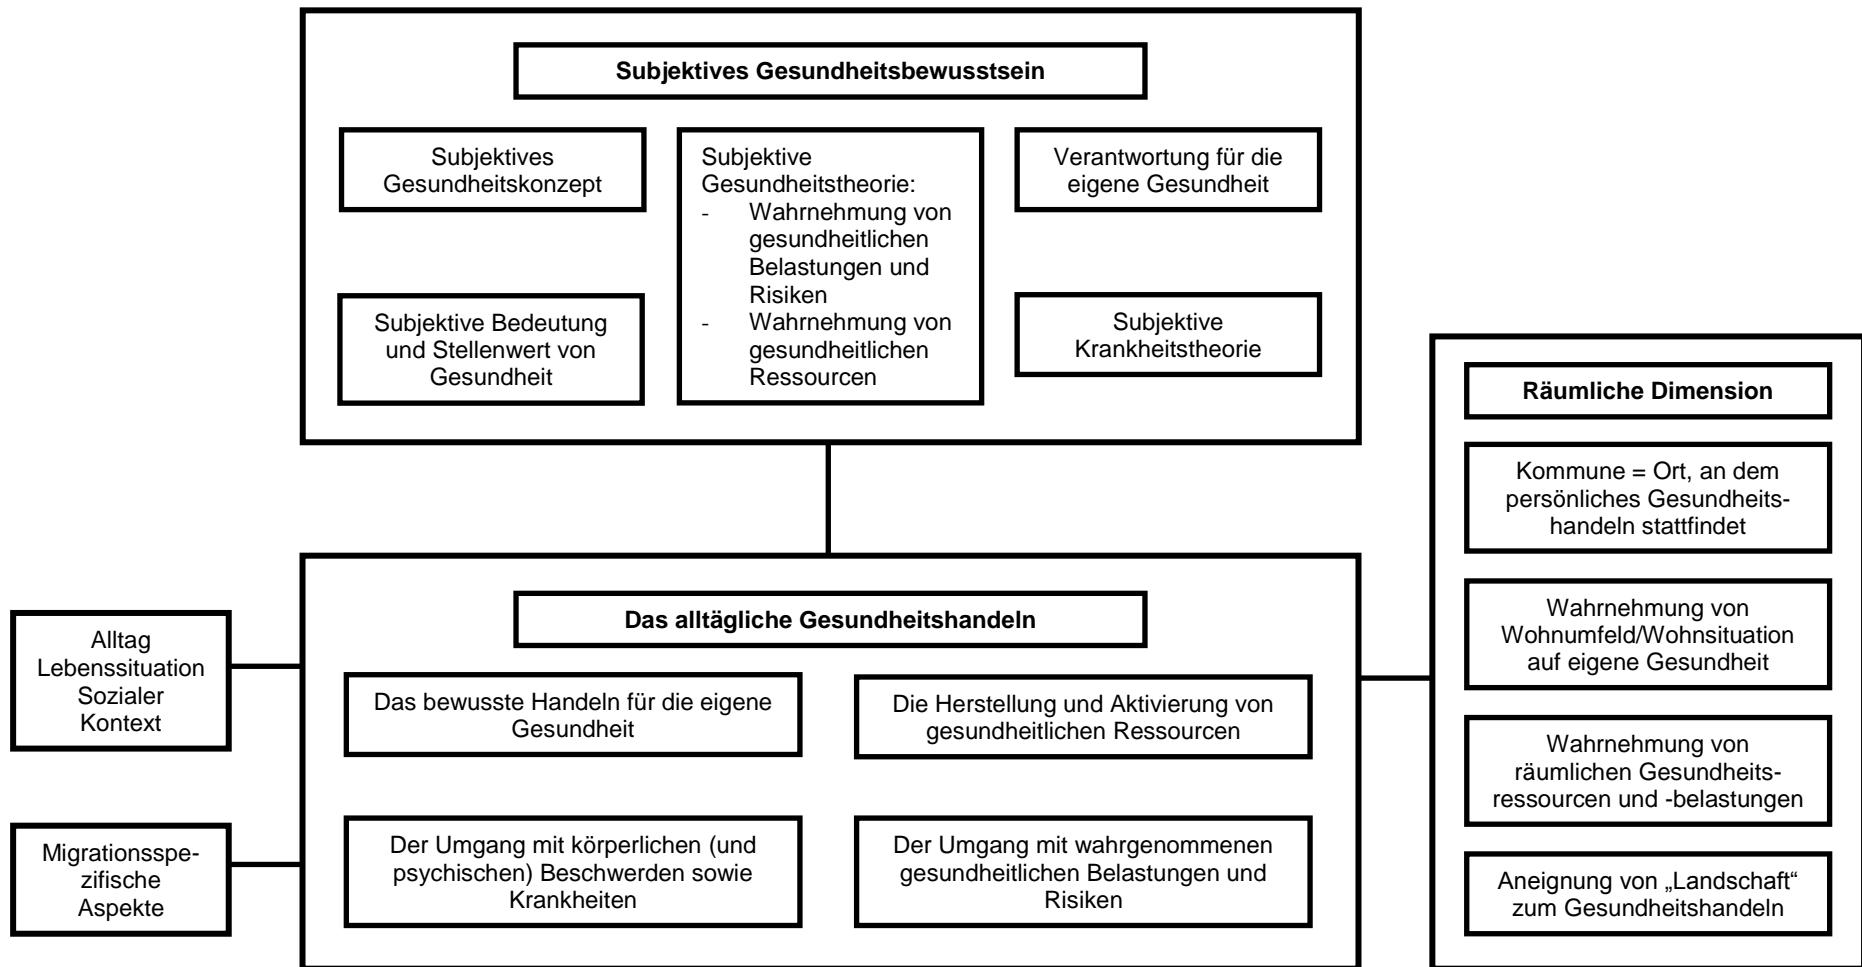 Subjektives Gesundheitsbewusstsein
Subjektives
Gesundheitskonzept
Subjektive
Gesundheitstheorie:
- Wahrnehmung von
gesundheitlichen
Belastungen und
Risiken
- Wahrnehmung von
gesundheitlichen
Ressourcen
Verantwortung für die
eigene Gesundheit
Subjektive Bedeutung
und Stellenwert von
Gesundheit
Subjektive
Krankheitstheorie
Das alltägliche Gesundheitshandeln
Das bewusste Handeln für die eigene
Gesundheit
Die Herstellung und Aktivierung von
gesundheitlichen Ressourcen
Der Umgang mit körperlichen (und
psychischen) Beschwerden sowie
Krankheiten
Der Umgang mit wahrgenommenen
gesundheitlichen Belastungen und
Risiken
Alltag
Lebenssituation
Sozialer
Kontext
Migrationsspe-
zifische
Aspekte
Räumliche Dimension
Kommune = Ort, an dem
persönliches Gesundheits-
handeln stattfindet
Wahrnehmung von
Wohnumfeld/Wohnsituation
auf eigene Gesundheit
Wahrnehmung von
räumlichen Gesundheits-
ressourcen und -belastungen
Aneignung von „Landschaft“
zum Gesundheitshandeln